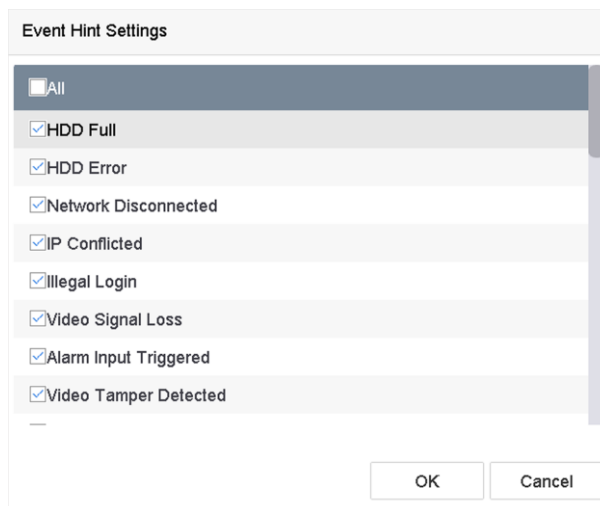 Event Hint Settings
All
HDD Full
HDD Error
Network Disconnected
IP Conflicted
Illegal Login
Video Signal Loss
Alarm Input Triggered
Video Tamper Detected
OK
Cancel